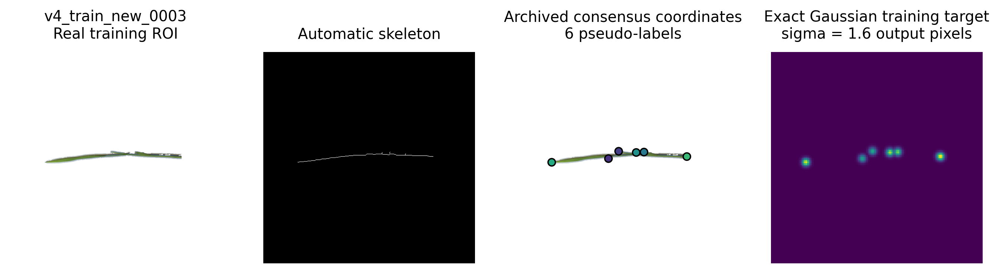 v4_train_new_0003
Real training ROI
Automatic skeleton
Archived consensus coordinates
6 pseudo-labels
Exact Gaussian training target
sigma = 1.6 output pixels